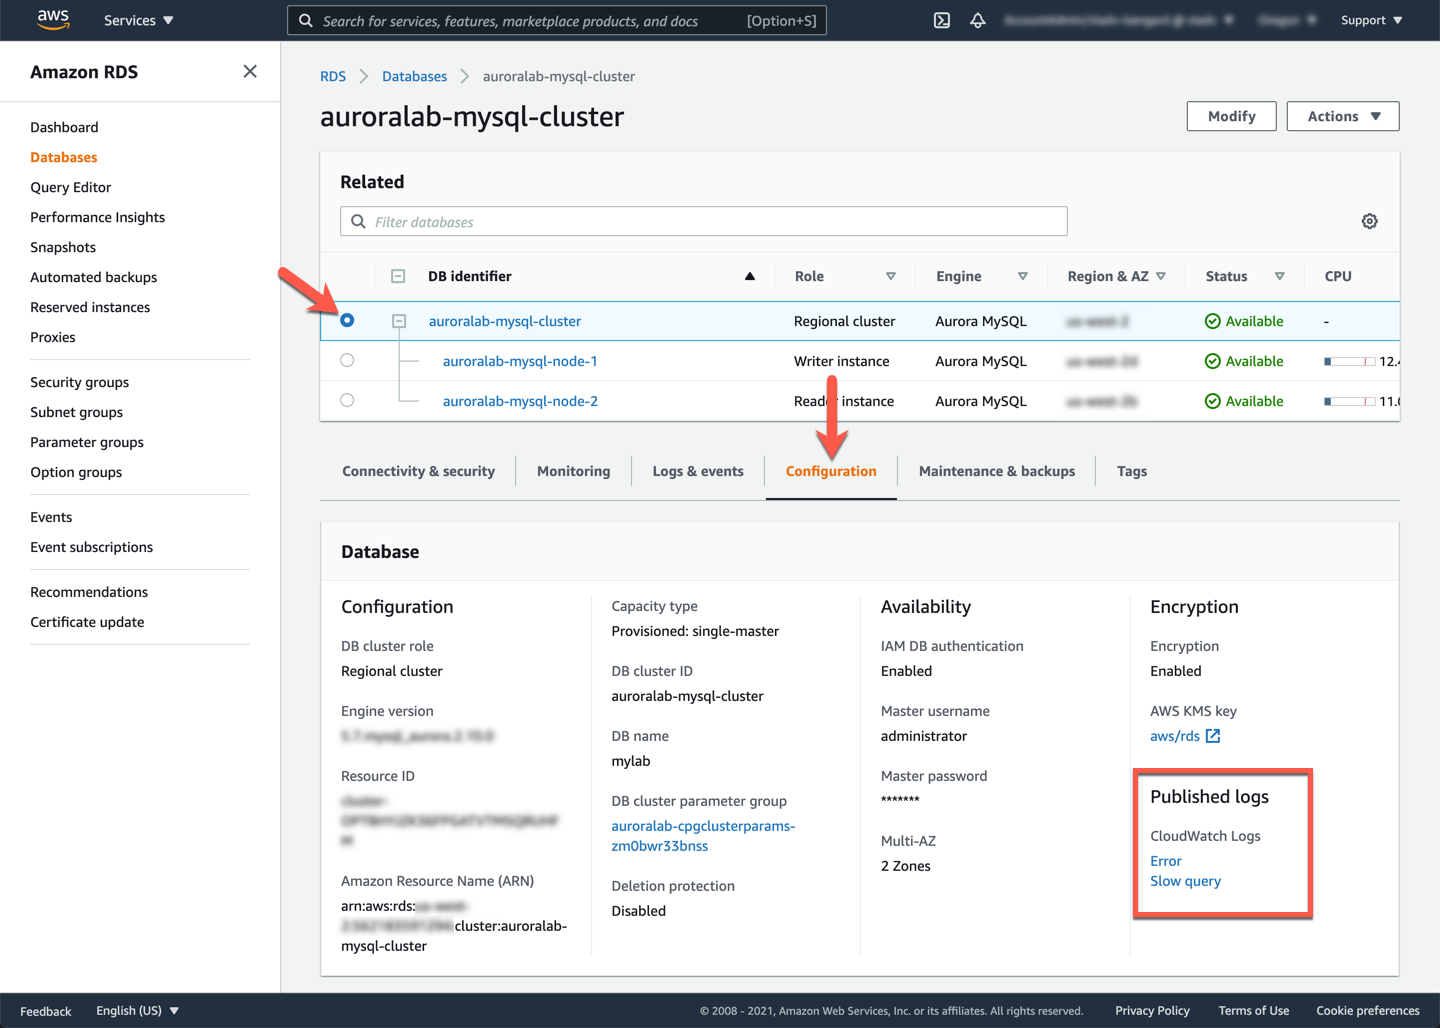 aws Services Search for services, features, marketplace products, and docs [Option+S] Support
Amazon RDS
Dashboard
Databases
Query Editor
Performance Insights
Snapshots
Automated backups
Reserved instances
Proxies
Security groups
Subnet groups
Parameter groups
Option groups
Events
Event subscriptions
Recommendations
Certificate update
RDS Databases auroralab-mysql-cluster
auroralab-mysql-cluster
Modify Actions
Related
Filter databases
DB identifier Role Engine Region & AZ Status CPU
auroralab-mysql-cluster Regional cluster Aurora MySQL Available -
auroralab-mysql-node-1 Writer instance Aurora MySQL Available 12.4
auroralab-mysql-node-2 Reader instance Aurora MySQL Available 11.0
Connectivity & security Monitoring Logs & events Configuration Maintenance & backups Tags
Database
Configuration
DB cluster role
Regional cluster
Engine version
Resource ID
Amazon Resource Name (ARN)
arn:aws:rds:
cluster:auroralab-
mysql-cluster
Capacity type
Provisioned: single-master
DB cluster ID
auroralab-mysql-cluster
DB name
mylab
DB cluster parameter group
auroralab-cpgclusterparams-
zm0bwr33bnss
Deletion protection
Disabled
Availability
IAM DB authentication
Enabled
Master username
administrator
Master password
*******
Multi-AZ
2 Zones
Encryption
Encryption
Enabled
AWS KMS key
aws/rds
Published logs
CloudWatch Logs
Error
Slow query
Feedback English (US) © 2008 - 2021, Amazon Web Services, Inc. or its affiliates. All rights reserved. Privacy Policy Terms of Use Cookie preferences